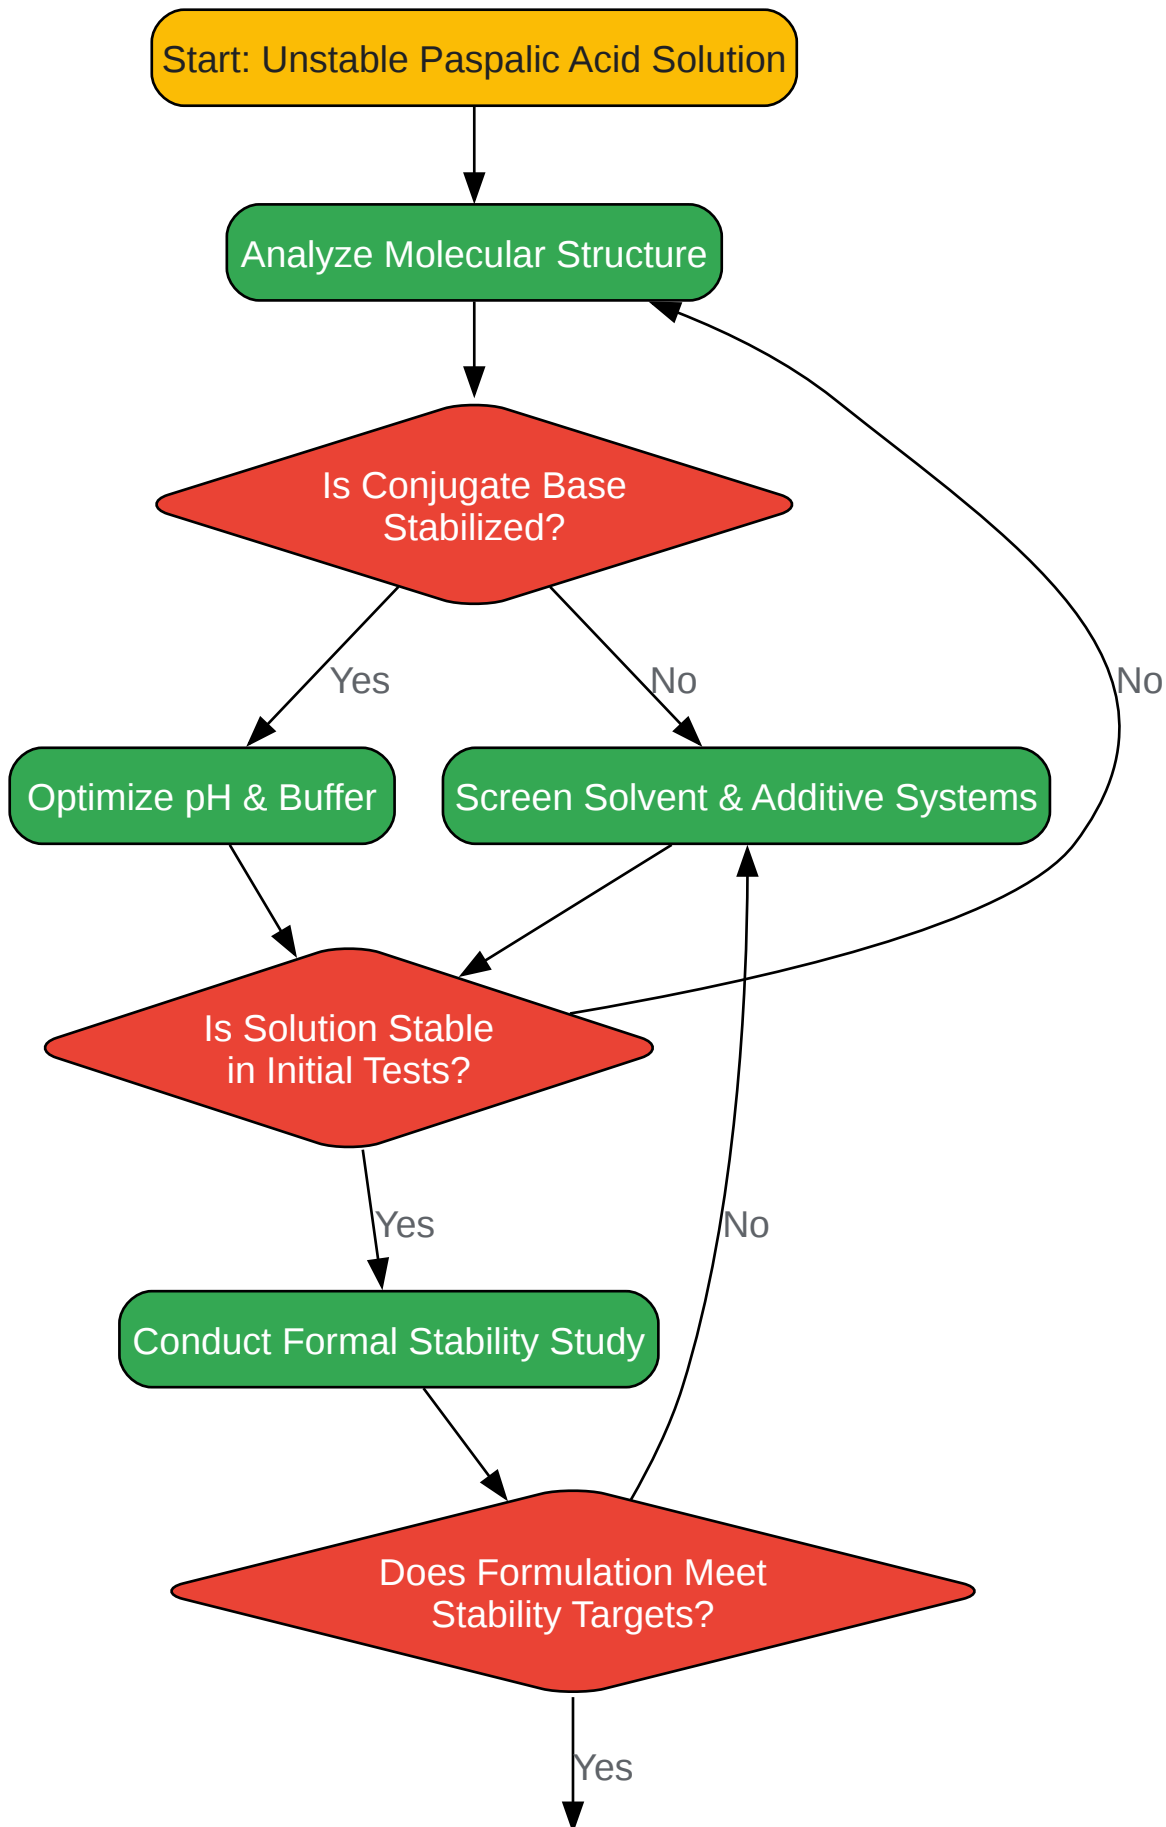 Start: Unstable Paspalic Acid Solution
Analyze Molecular Structure
Is Conjugate Base
Stabilized?
Yes
No
No
Optimize pH & Buffer
Screen Solvent & Additive Systems
Is Solution Stable
in Initial Tests?
Yes
No
Conduct Formal Stability Study
Does Formulation Meet
Stability Targets?
Yes